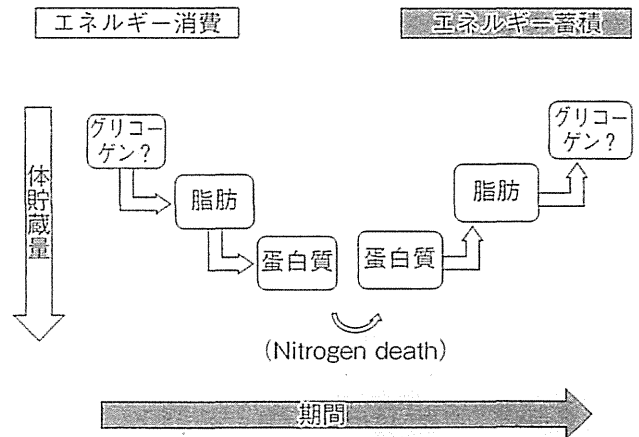 エネルギー消費
エネルギー蓄積
グリコー
ゲン?
グリコー
ゲン?
体貯蔵量
脂肪
脂肪
蛋白質
蛋白質
(Nitrogen death)
期間